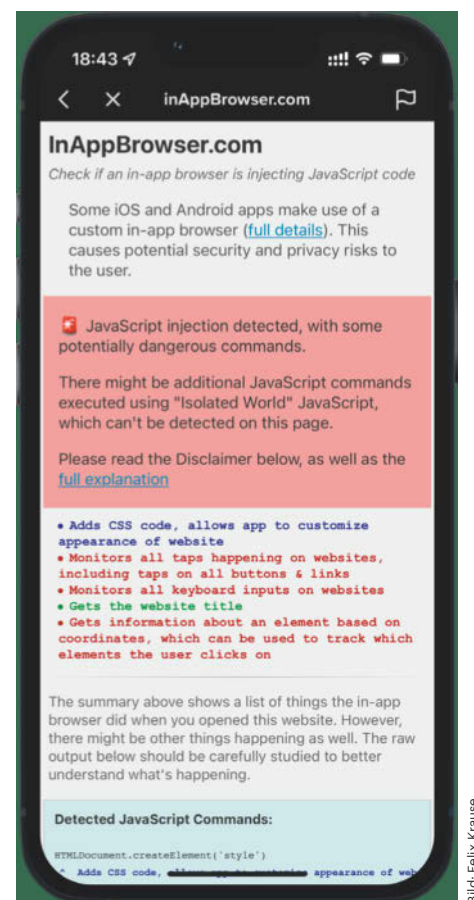 18:43
inAppBrowser.com
InAppBrowser.com
Check if an in-app browser is injecting JavaScript code
Some iOS and Android apps make use of a
custom in-app browser (full details). This
causes potential security and privacy risks to
the user.
JavaScript injection detected, with some
potentially dangerous commands.
There might be additional JavaScript commands
executed using "Isolated World" JavaScript,
which can't be detected on this page.
Please read the Disclaimer below, as well as the
full explanation
• Adds CSS code, allows app to customize
appearance of website
• Monitors all taps happening on websites,
including taps on all buttons & links
• Monitors all keyboard inputs on websites
• Gets the website title
• Gets information about an element based on
coordinates, which can be used to track which
elements the user clicks on
The summary above shows a list of things the in-app
browser did when you opened this website. However,
there might be other things happening as well. The raw
output below should be carefully studied to better
understand what's happening.
Detected JavaScript Commands:
HTMLDocument.createElement('style')
^ Adds CSS code, appearance of web
Bild: Felix Krause